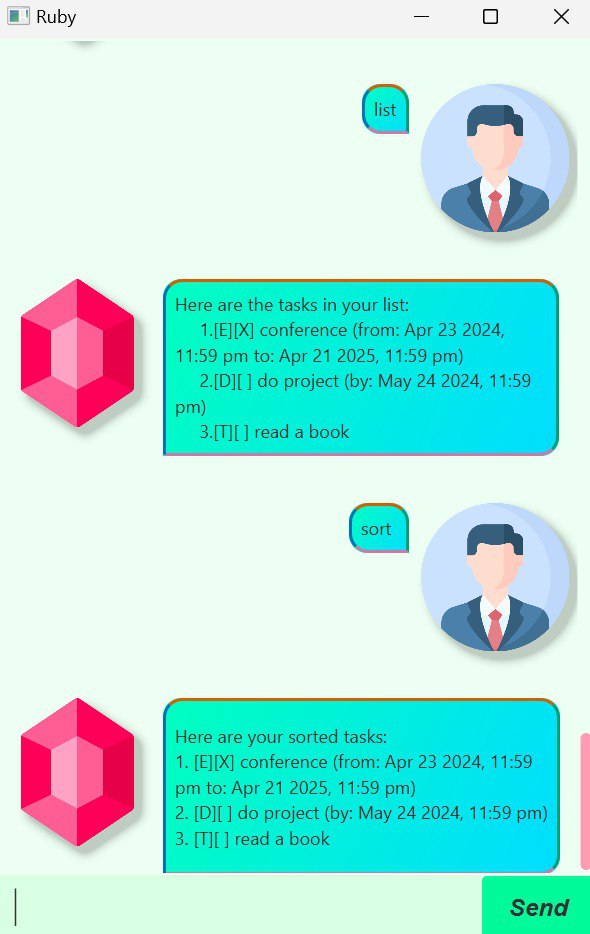 Ruby
list
Here are the tasks in your list:
1.[E][X] conference (from: Apr 23 2024,
11:59 pm to: Apr 21 2025, 11:59 pm)
2.[D][ ] do project (by: May 24 2024, 11:59
pm)
3.[T][ ] read a book
sort
Here are your sorted tasks:
1. [E][X] conference (from: Apr 23 2024, 11:59
pm to: Apr 21 2025, 11:59 pm)
2. [D][ ] do project (by: May 24 2024, 11:59 pm)
3. [T][ ] read a book
Send